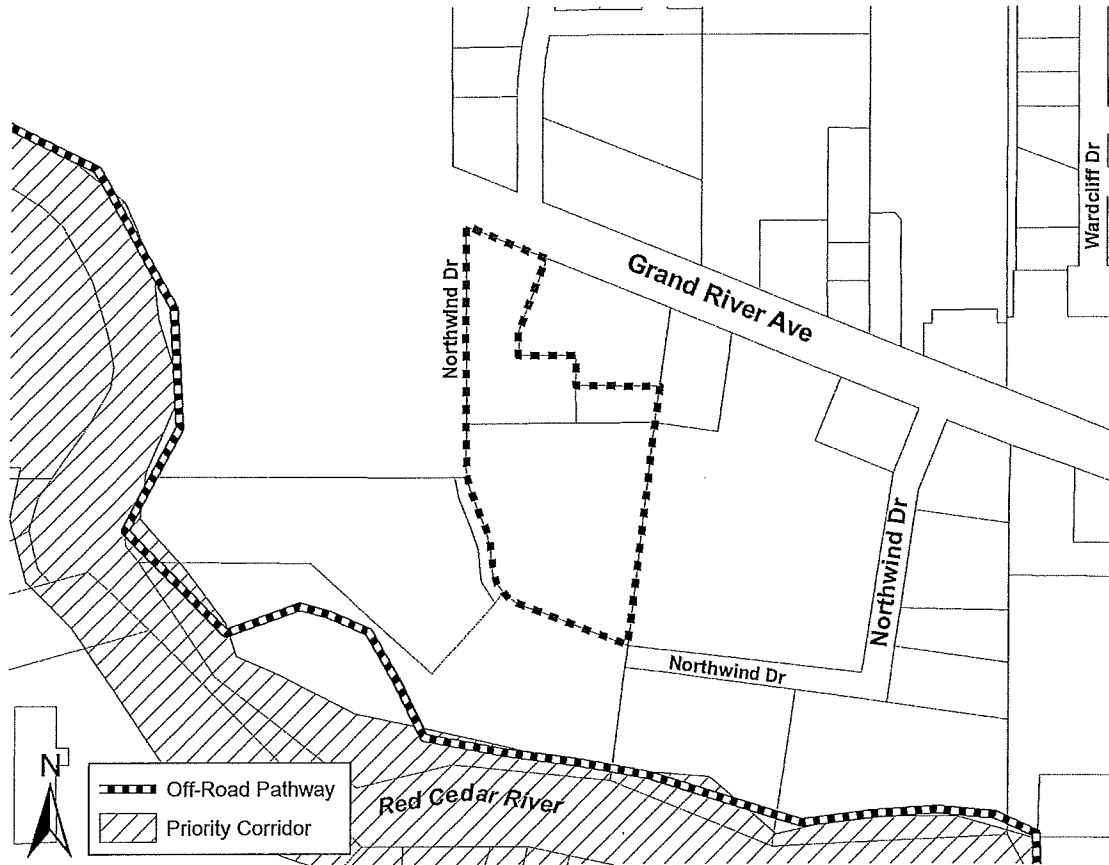 Wardcliff Dr
Grand River Ave
Northwind Dr
Northwind Dr
Northwind Dr
N
Off-Road Pathway
Priority Corridor
Red Cedar River